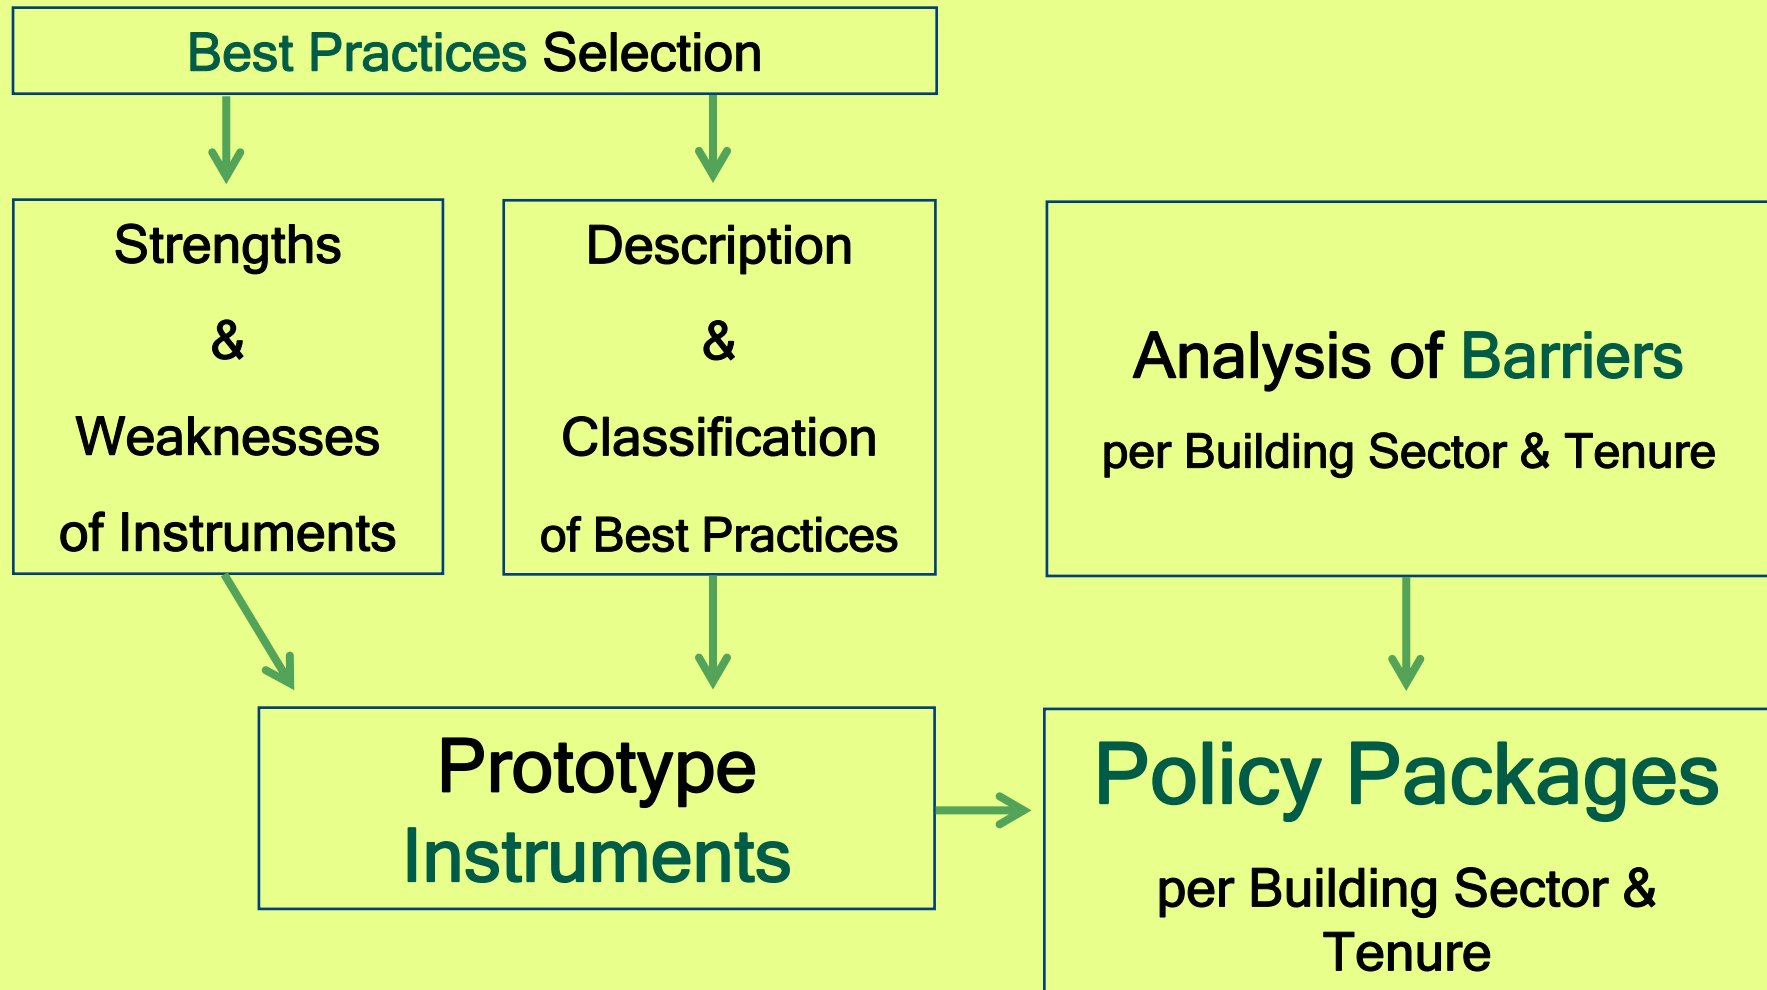 Best Practices Selection
Strengths
&
Weaknesses
of Instruments
Description
&
Classification
of Best Practices
Analysis of Barriers
per Building Sector & Tenure
Prototype
Instruments
Policy Packages
per Building Sector &
Tenure